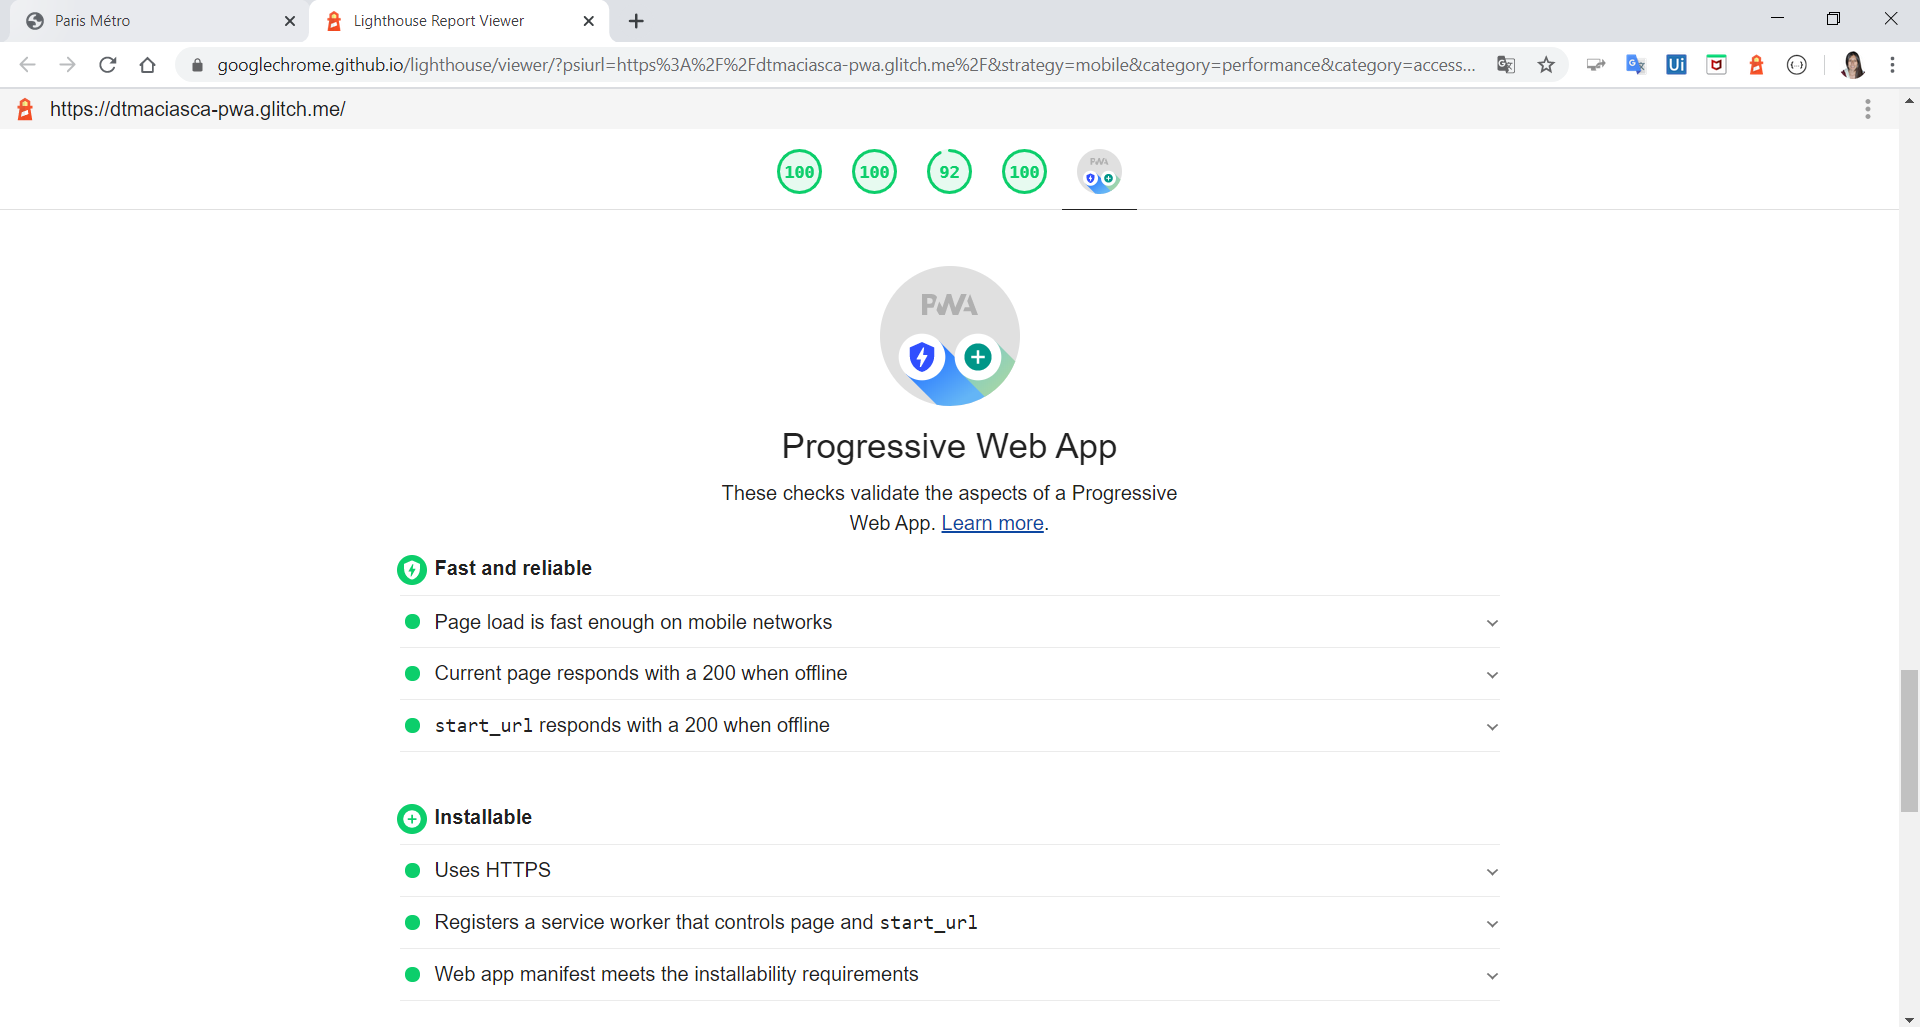 Paris Métro
Lighthouse Report Viewer
googlechrome.github.io/lighthouse/viewer/?psiurl=https%3A%2F%2Fdtmaciasca-pwa.glitch.me%2F&strategy=mobile&category=performance&category=access...
Ui
https://dtmaciasca-pwa.glitch.me/
100
100
92
100
PWA
PWA
Progressive Web App
These checks validate the aspects of a Progressive
Web App. Learn more.
Fast and reliable
Page load is fast enough on mobile networks
Current page responds with a 200 when offline
start_url responds with a 200 when offline
Installable
Uses HTTPS
Registers a service worker that controls page and start_url
Web app manifest meets the installability requirements